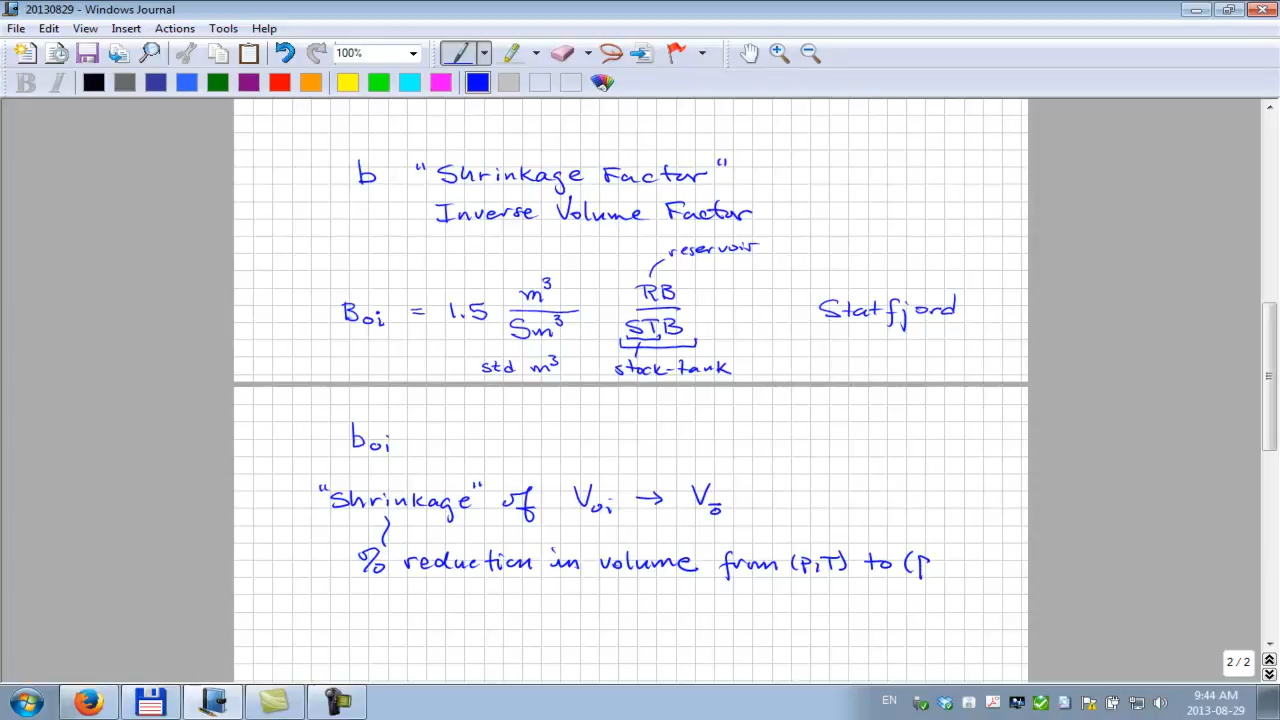 20130829 - Windows Journal
File Edit View Insert Actions Tools Help
100%
B I
b "Shrinkage Factor"
Inverse Volume Factor
reservoir
Boi = 1.5 m³/Sm³ RB/STB Statfjord
std m³ stock-tank
boi
"Shrinkage" of Voi → Vo̅
% reduction in volume from (p,T) to (p
2 / 2
EN 9:44 AM
2013-08-29